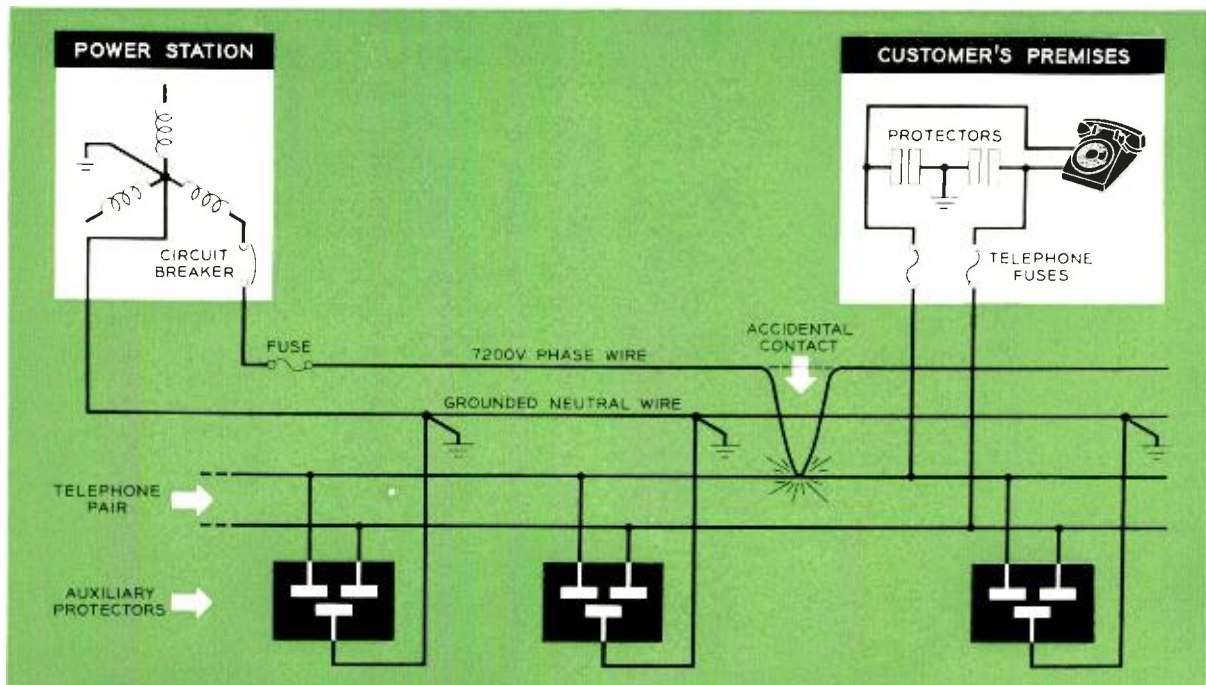 POWER STATION
CIRCUIT
BREAKER
CUSTOMER'S PREMISES
PROTECTORS
TELEPHONE
FUSES
FUSE
7200V PHASE WIRE
ACCIDENTAL
CONTACT
GROUNDED NEUTRAL WIRE
TELEPHONE
PAIR
AUXILIARY
PROTECTORS